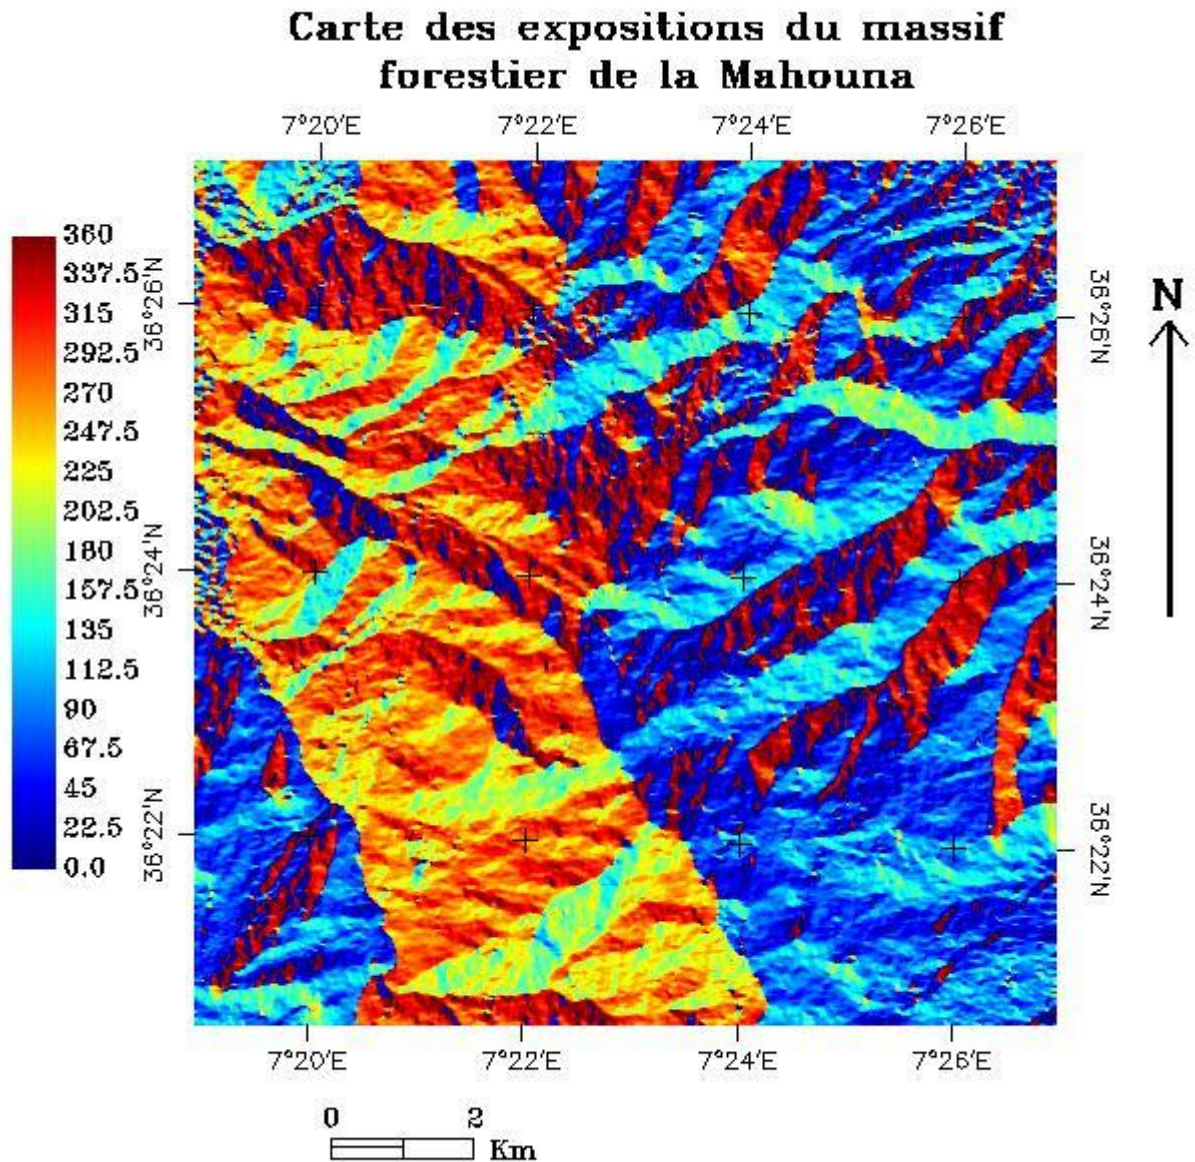 Carte des expositions du massif
forestier de la Mahouna
7°20'E 7°22'E 7°24'E 7°26'E
360
337.5
315
292.5
270
247.5
225
202.5
180
157.5
135
112.5
90
67.5
45
22.5
0.0
36°26'N
36°24'N
36°22'N
36°26'N
36°24'N
36°22'N
N
7°20'E 7°22'E 7°24'E 7°26'E
0 2
Km